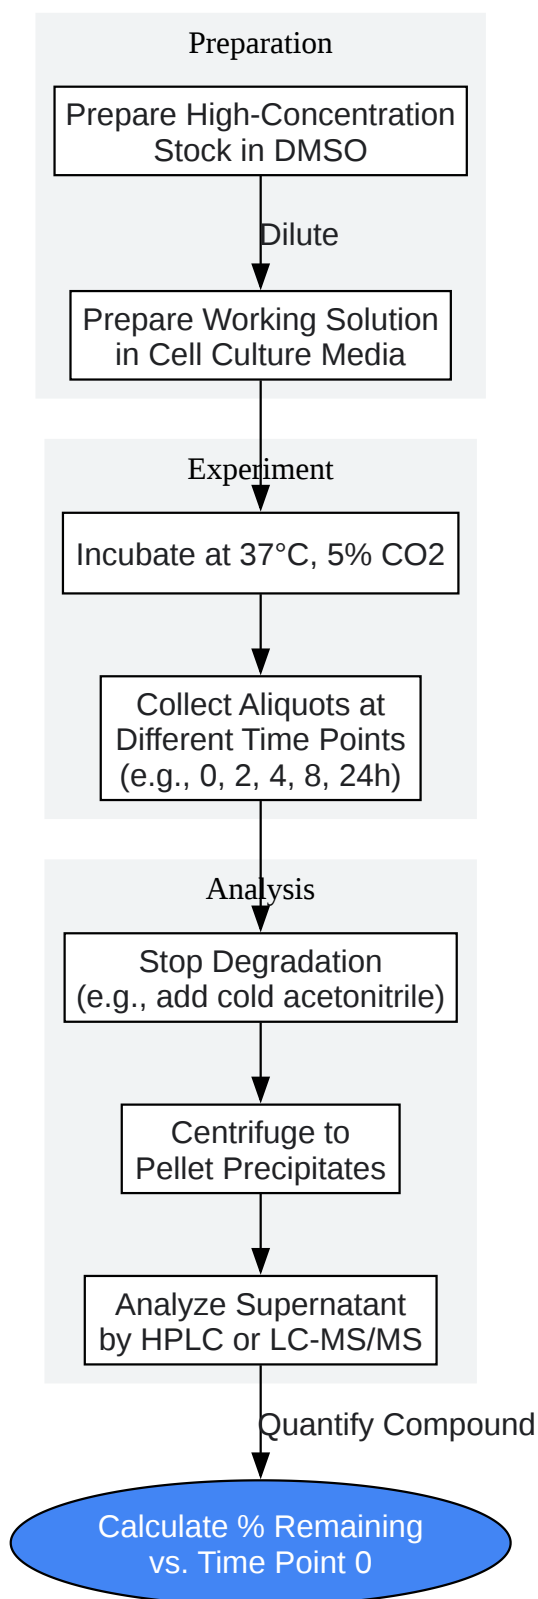 Preparation
Prepare High-Concentration
Stock in DMSO
Dilute
Prepare Working Solution
in Cell Culture Media
Experiment
Incubate at 37°C, 5% CO2
Collect Aliquots at
Different Time Points
(e.g., 0, 2, 4, 8, 24h)
Analysis
Stop Degradation
(e.g., add cold acetonitrile)
Centrifuge to
Pellet Precipitates
Analyze Supernatant
by HPLC or LC-MS/MS
Quantify Compound
Calculate % Remaining
vs. Time Point 0